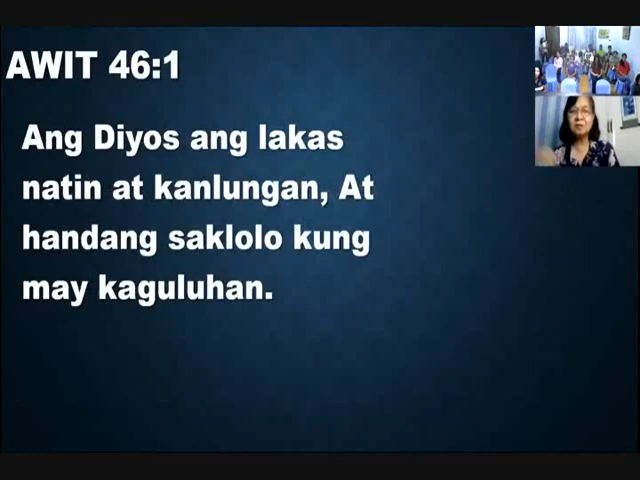 AWIT 46:1
Ang Diyos ang lakas
natin at kanlungan, At
handang saklolo kung
may kaguluhan.